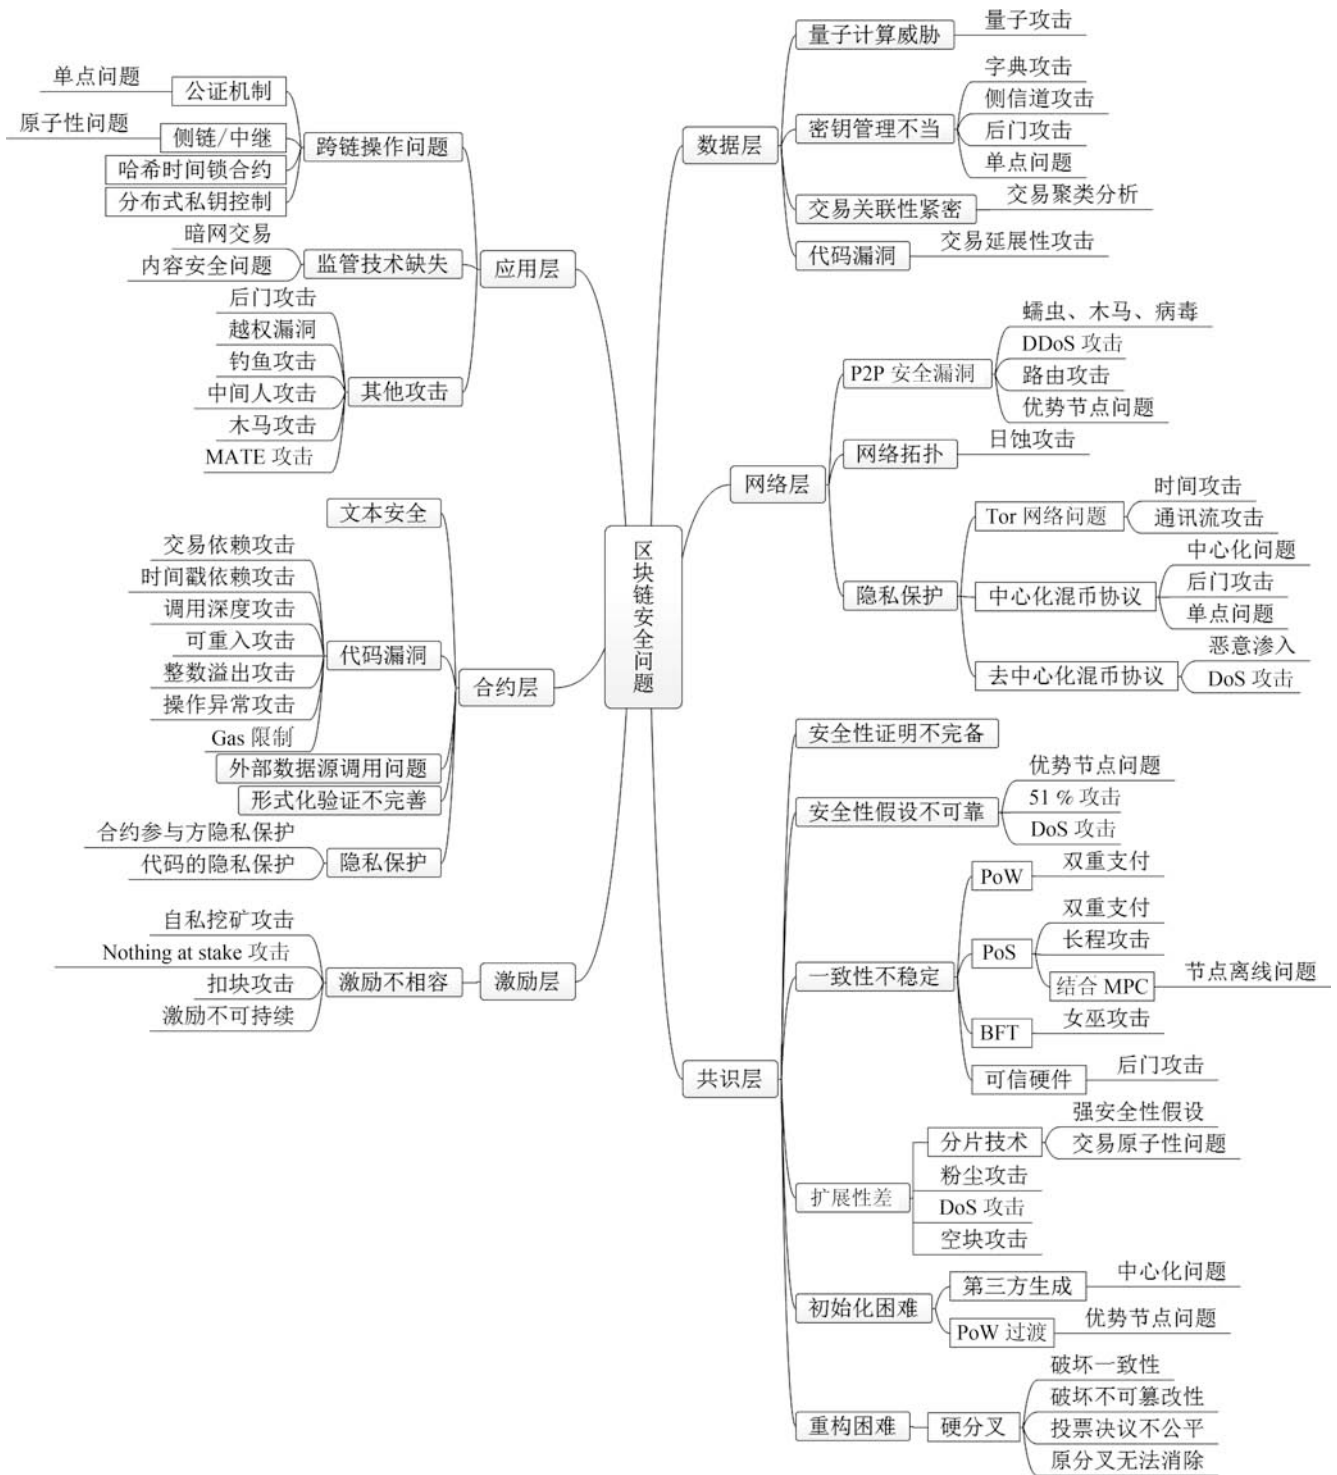 区块链安全问题
数据层
量子计算威胁
量子攻击
密钥管理不当
字典攻击
侧信道攻击
后门攻击
单点问题
交易关联性紧密
交易聚类分析
代码漏洞
交易延展性攻击
网络层
P2P 安全漏洞
蠕虫、木马、病毒
DDoS 攻击
路由攻击
优势节点问题
网络拓扑
日蚀攻击
隐私保护
Tor 网络问题
时间攻击
通讯流攻击
中心化混币协议
中心化问题
后门攻击
单点问题
去中心化混币协议
恶意渗入
DoS 攻击
共识层
安全性证明不完备
安全性假设不可靠
优势节点问题
51 % 攻击
DoS 攻击
一致性不稳定
PoW
双重支付
PoS
双重支付
长程攻击
结合 MPC
节点离线问题
BFT
女巫攻击
可信硬件
后门攻击
扩展性差
分片技术
强安全性假设
交易原子性问题
粉尘攻击
DoS 攻击
空块攻击
初始化困难
第三方生成
中心化问题
PoW 过渡
优势节点问题
重构困难
硬分叉
破坏一致性
破坏不可篡改性
投票决议不公平
原分叉无法消除
应用层
跨链操作问题
公证机制
单点问题
侧链/中继
原子性问题
哈希时间锁合约
分布式私钥控制
监管技术缺失
暗网交易
内容安全问题
其他攻击
后门攻击
越权漏洞
钓鱼攻击
中间人攻击
木马攻击
MATE 攻击
合约层
文本安全
代码漏洞
交易依赖攻击
时间戳依赖攻击
调用深度攻击
可重入攻击
整数溢出攻击
操作异常攻击
Gas 限制
外部数据源调用问题
形式化验证不完善
隐私保护
合约参与方隐私保护
代码的隐私保护
激励层
激励不相容
自私挖矿攻击
Nothing at stake 攻击
扣块攻击
激励不可持续